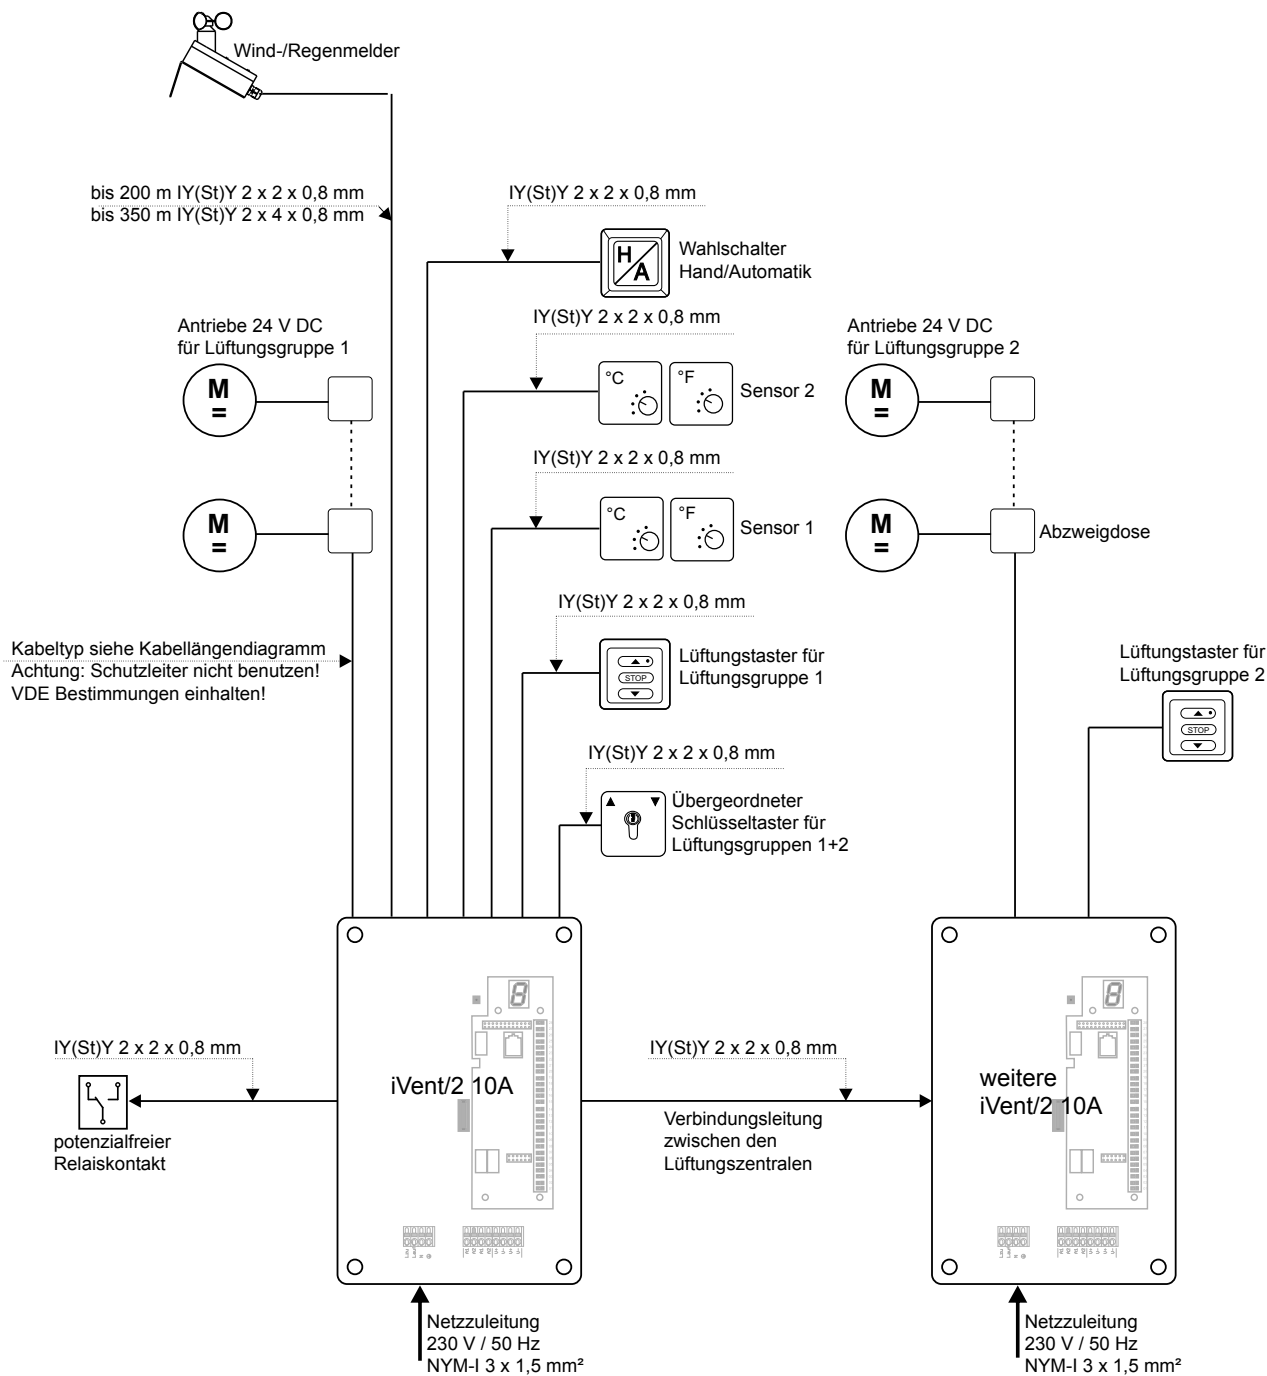 Wind-/Regenmelder
bis 200 m IY(St)Y 2 x 2 x 0,8 mm
bis 350 m IY(St)Y 2 x 4 x 0,8 mm
IY(St)Y 2 x 2 x 0,8 mm
H/A
Wahlschalter
Hand/Automatik
Antriebe 24 V DC
für Lüftungsgruppe 1
M
=
IY(St)Y 2 x 2 x 0,8 mm
°C
°F
Sensor 2
Antriebe 24 V DC
für Lüftungsgruppe 2
M
=
M
=
IY(St)Y 2 x 2 x 0,8 mm
°C
°F
Sensor 1
M
=
Abzweigdose
Kabeltyp siehe Kabellängendiagramm
Achtung: Schutzleiter nicht benutzen!
VDE Bestimmungen einhalten!
IY(St)Y 2 x 2 x 0,8 mm
STOP
Lüftungstaster für
Lüftungsgruppe 1
Lüftungstaster für
Lüftungsgruppe 2
STOP
IY(St)Y 2 x 2 x 0,8 mm
Übergeordneter
Schlüsseltaster für
Lüftungsgruppen 1+2
IY(St)Y 2 x 2 x 0,8 mm
potenzialfreier
Relaiskontakt
8
iVent/2 10A
IY(St)Y 2 x 2 x 0,8 mm
Verbindungsleitung
zwischen den
Lüftungszentralen
8
weitere
iVent/2 10A
Netzzuleitung
230 V / 50 Hz
NYM-I 3 x 1,5 mm²
Netzzuleitung
230 V / 50 Hz
NYM-I 3 x 1,5 mm²